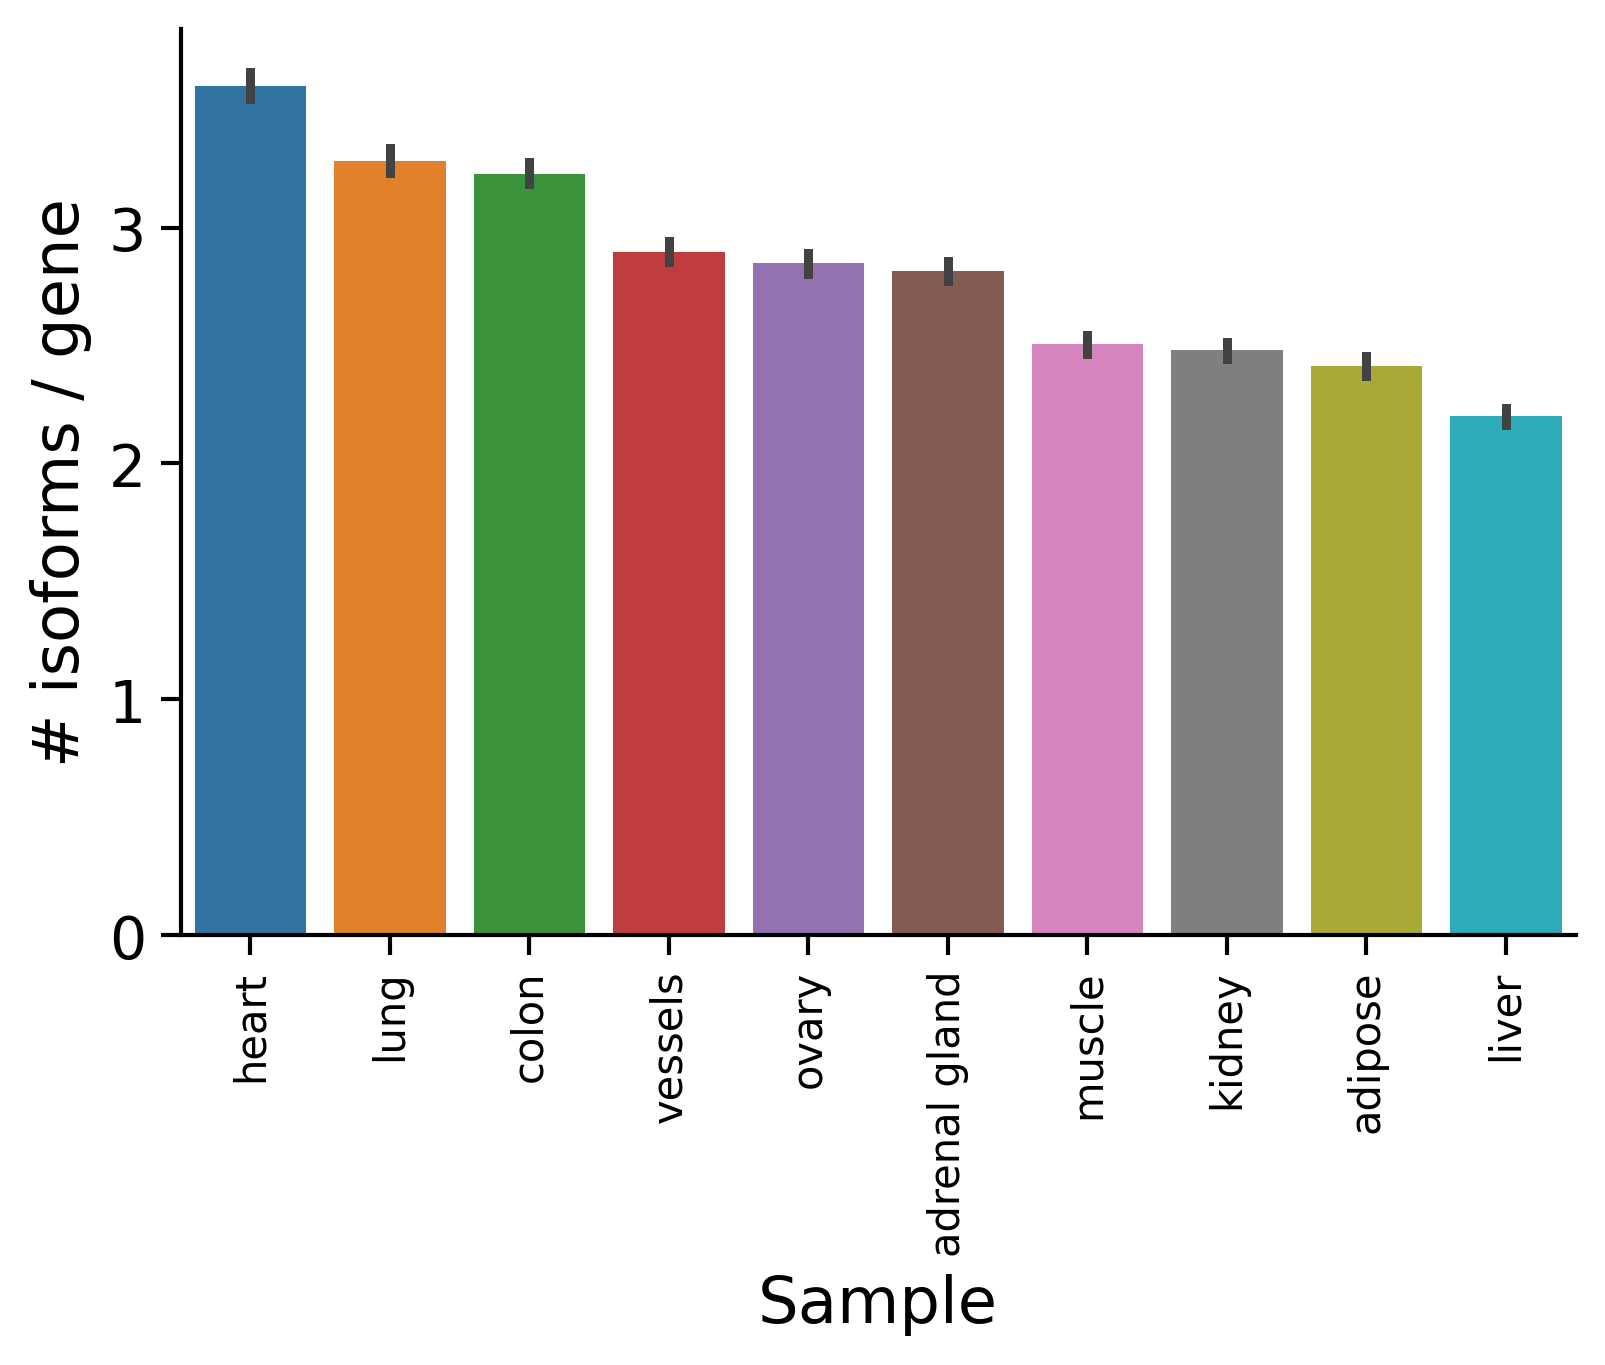 # isoforms / gene
3
2
1
0
heart
lung
colon
vessels
ovary
adrenal gland
muscle
kidney
adipose
liver
Sample